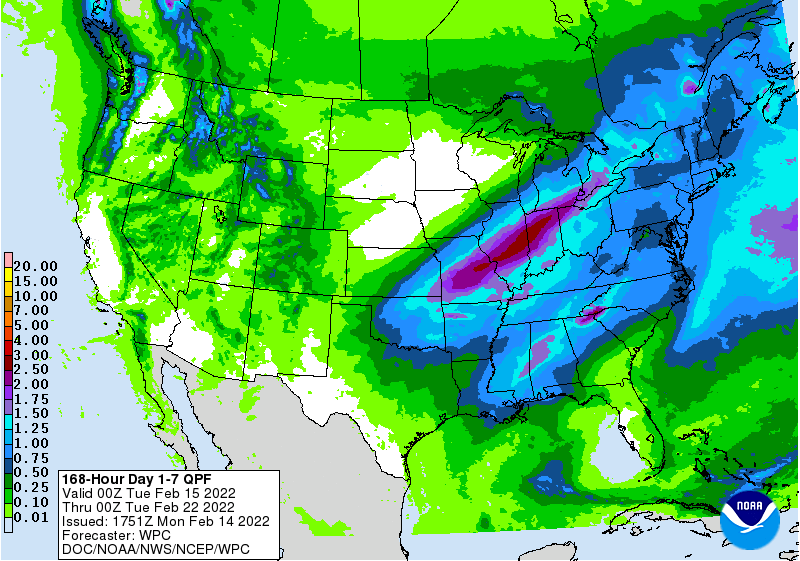 20.00
15.00
10.00
7.00
5.00
4.00
3.00
2.50
2.00
1.75
1.50
1.25
1.00
0.75
0.50
0.25
0.10
0.01
168-Hour Day 1-7 QPF
Valid 00Z Tue Feb 15 2022
Thru 00Z Tue Feb 22 2022
Issued: 1751Z Mon Feb 14 2022
Forecaster: WPC
DOC/NOAA/NWS/NCEP/WPC
NOAA